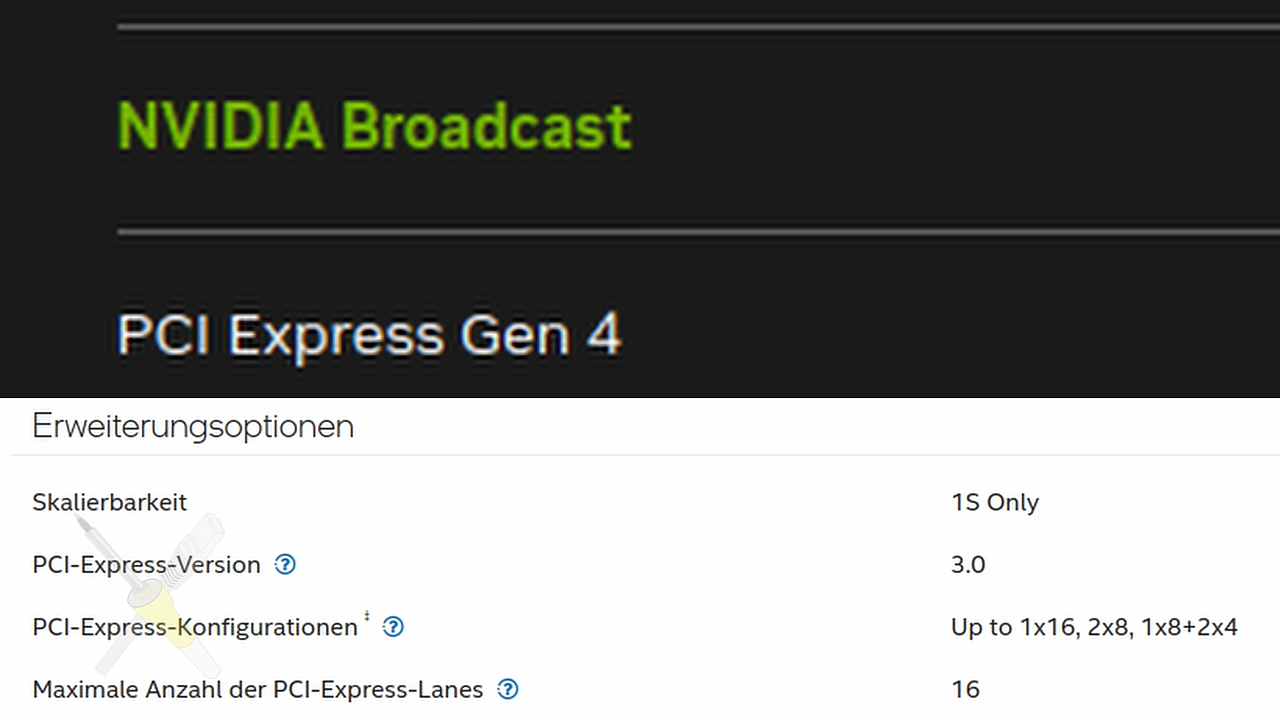 NVIDIA Broadcast
PCI Express Gen 4
Erweiterungsoptionen
Skalierbarkeit 1S Only
PCI-Express-Version ? 3.0
PCI-Express-Konfigurationen ‡ ? Up to 1x16, 2x8, 1x8+2x4
Maximale Anzahl der PCI-Express-Lanes ? 16